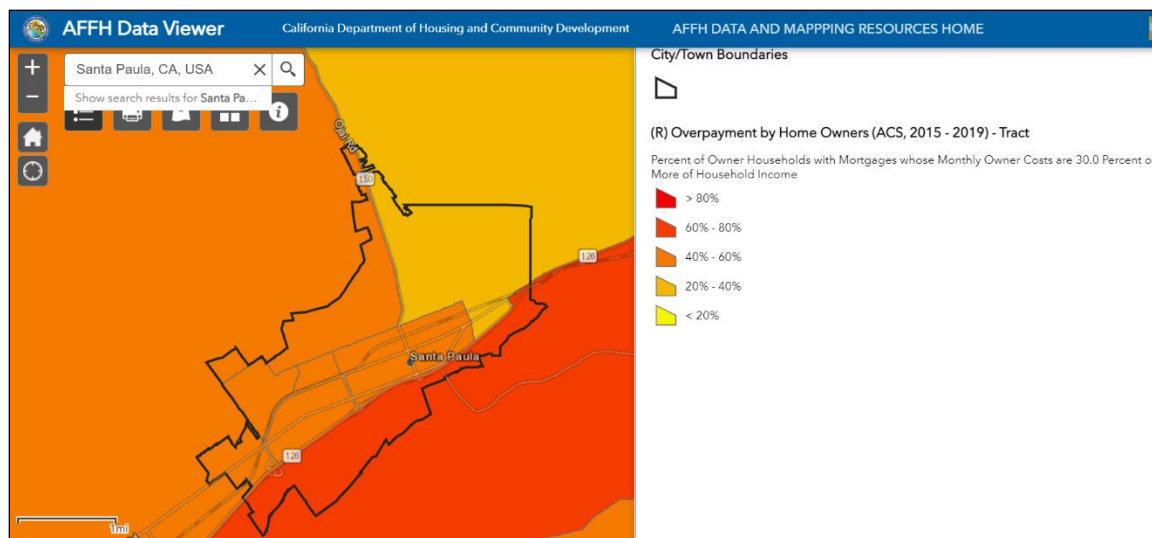 AFFH Data Viewer
California Department of Housing and Community Development
AFFH DATA AND MAPPPING RESOURCES HOME
+
Santa Paula, CA, USA
−
Show search results for Santa Pa...
Ojai Rd
150
126
Santa Paula
126
1mi
City/Town Boundaries
(R) Overpayment by Home Owners (ACS, 2015 - 2019) - Tract
Percent of Owner Households with Mortgages whose Monthly Owner Costs are 30.0 Percent o
More of Household Income
> 80%
60% - 80%
40% - 60%
20% - 40%
< 20%